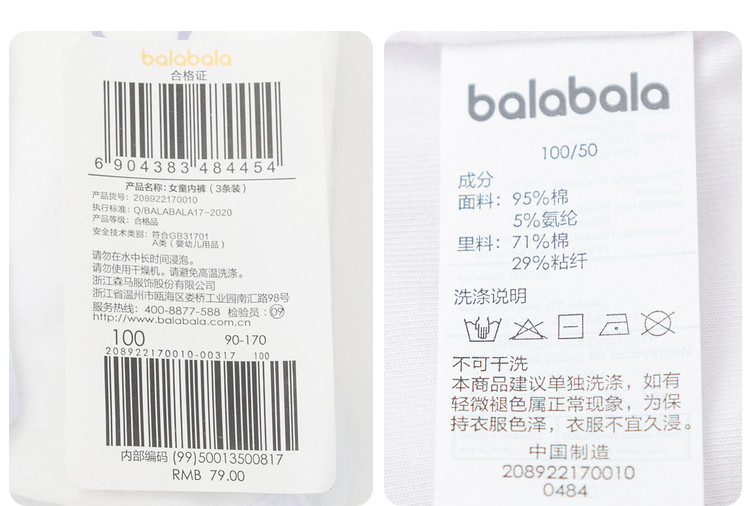 balabala
合格证
6 904383 484454
产品名称：女童内裤（3条装）
产品货号：208922170010
执行标准：Q/BALABALA17-2020
产品等级：合格品
安全技术类别：符合GB31701
A类（婴幼儿用品）
请勿在水中长时间浸泡。
请勿使用干燥机。请避免高温洗涤。
浙江森马服饰股份有限公司
浙江省温州市瓯海区娄桥工业园南汇路98号
服务热线：400-8877-588 检验员：09
http://www.balabala.com.cn
100 90-170
208922170010-00317 100
内部编码 (99)50013500817
RMB 79.00
balabala
100/50
成分
面料：95%棉
5%氨纶
里料：71%棉
29%粘纤
洗涤说明
不可干洗
本商品建议单独洗涤，如有
轻微褪色属正常现象，为保
持衣服色泽，衣服不宜久浸。
中国制造
208922170010
0484